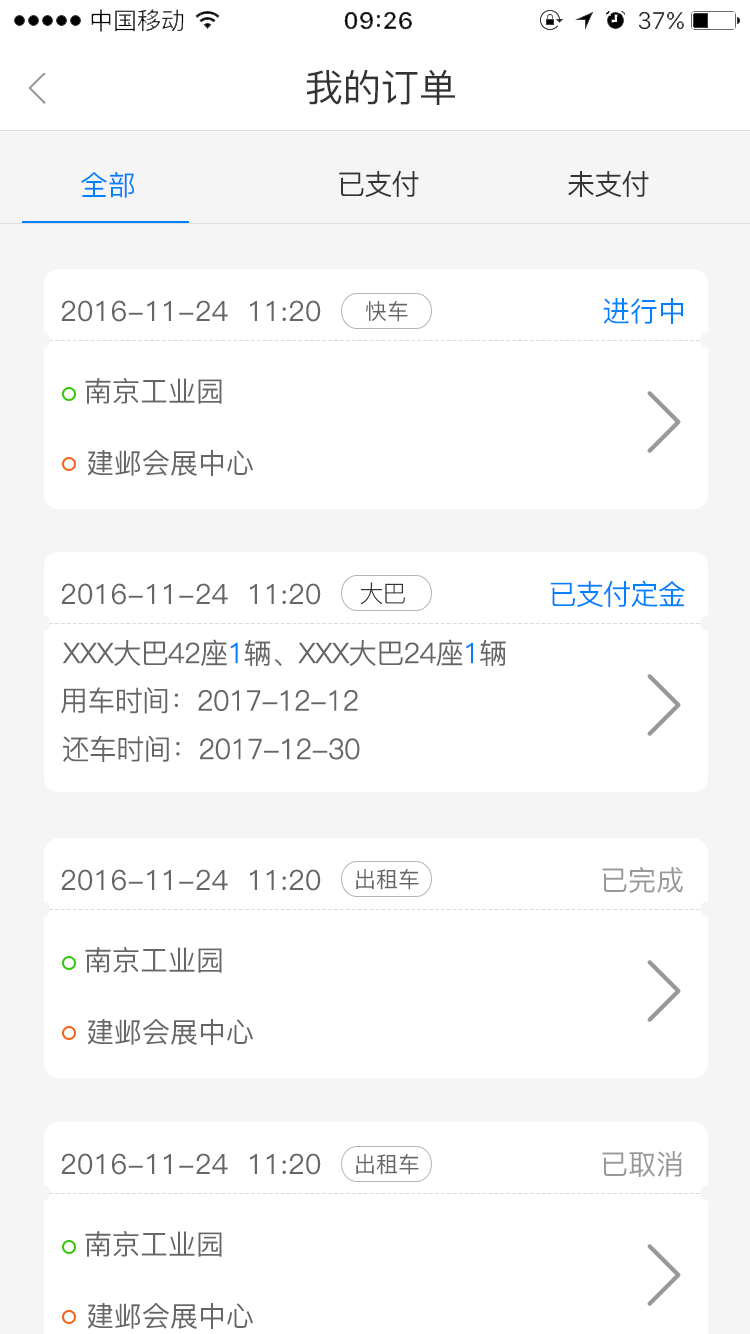 中国移动 09:26 37%
我的订单
全部 已支付 未支付
2016-11-24 11:20 快车 进行中
南京工业园
建邺会展中心
2016-11-24 11:20 大巴 已支付定金
XXX大巴42座1辆、XXX大巴24座1辆
用车时间：2017-12-12
还车时间：2017-12-30
2016-11-24 11:20 出租车 已完成
南京工业园
建邺会展中心
2016-11-24 11:20 出租车 已取消
南京工业园
建邺会展中心